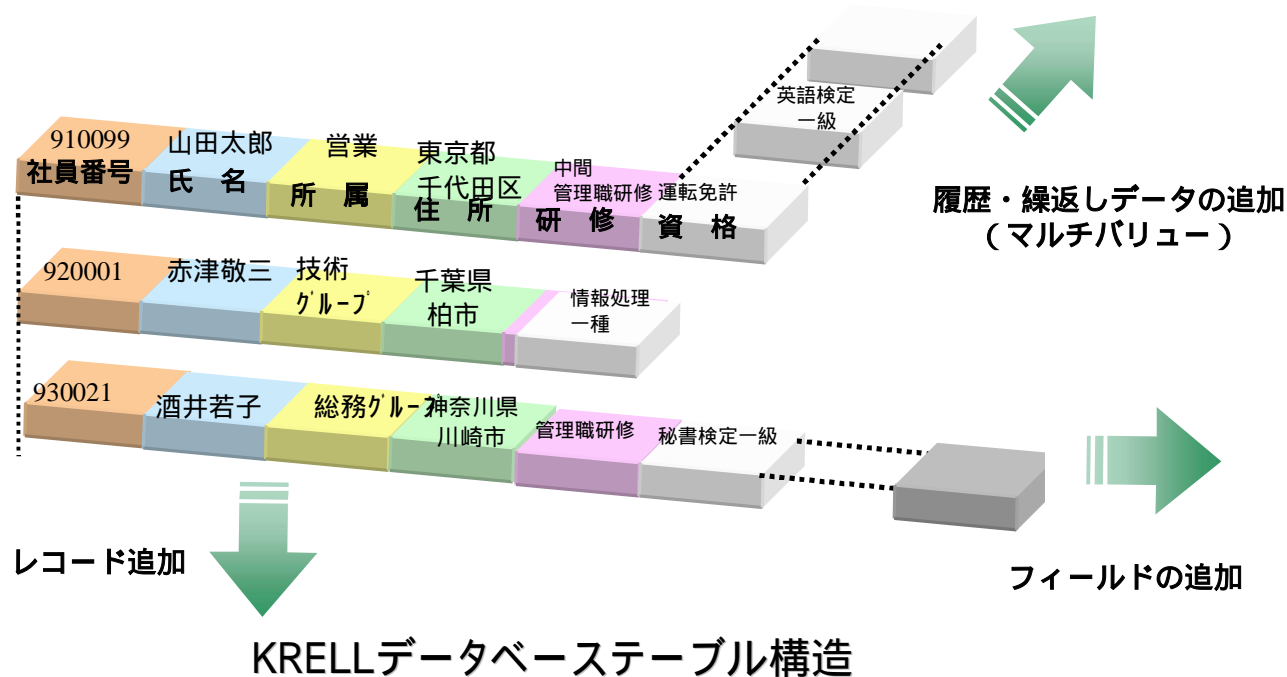 英語検定
一級
910099
社員番号
山田太郎
氏 名
営業
所 属
東京都
千代田区
住 所
中間
管理職研修
研 修
運転免許
資 格
履歴・繰返しデータの追加
(マルチバリュー)
920001
赤津敬三
技術
グループ
千葉県
柏市
情報処理
一種
930021
酒井若子
総務グループ
神奈川県
川崎市
管理職研修
秘書検定一級
レコード追加
フィールドの追加
KRELLデータベーステーブル構造